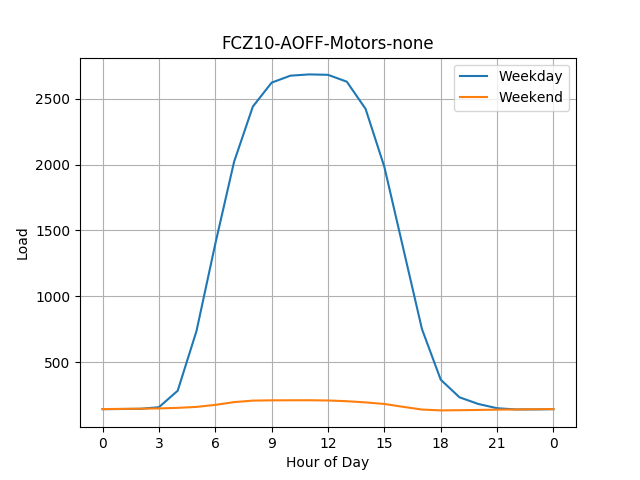 FCZ10-AOFF-Motors-none
Weekday
Weekend
2500
2000
1500
1000
500
Load
0 3 6 9 12 15 18 21 0
Hour of Day